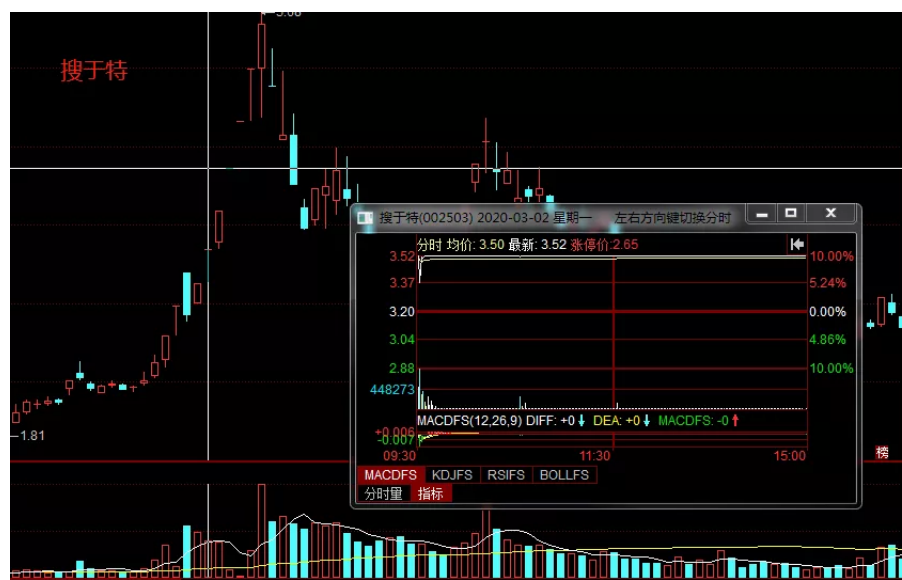 搜于特
1.81
搜于特(002503) 2020-03-02 星期一 左右方向键切换分时
分时 均价: 3.50 最新: 3.52 涨停价:2.65
3.52 10.00%
3.37 5.24%
3.20 0.00%
3.04 4.86%
2.88 10.00%
448273
MACDFS(12,26,9) DIFF: +0 DEA: +0 MACDFS: -0
+0.006
-0.007
09:30 11:30 15:00
榜
MACDFS KDJFS RSIFS BOLLFS
分时量 指标